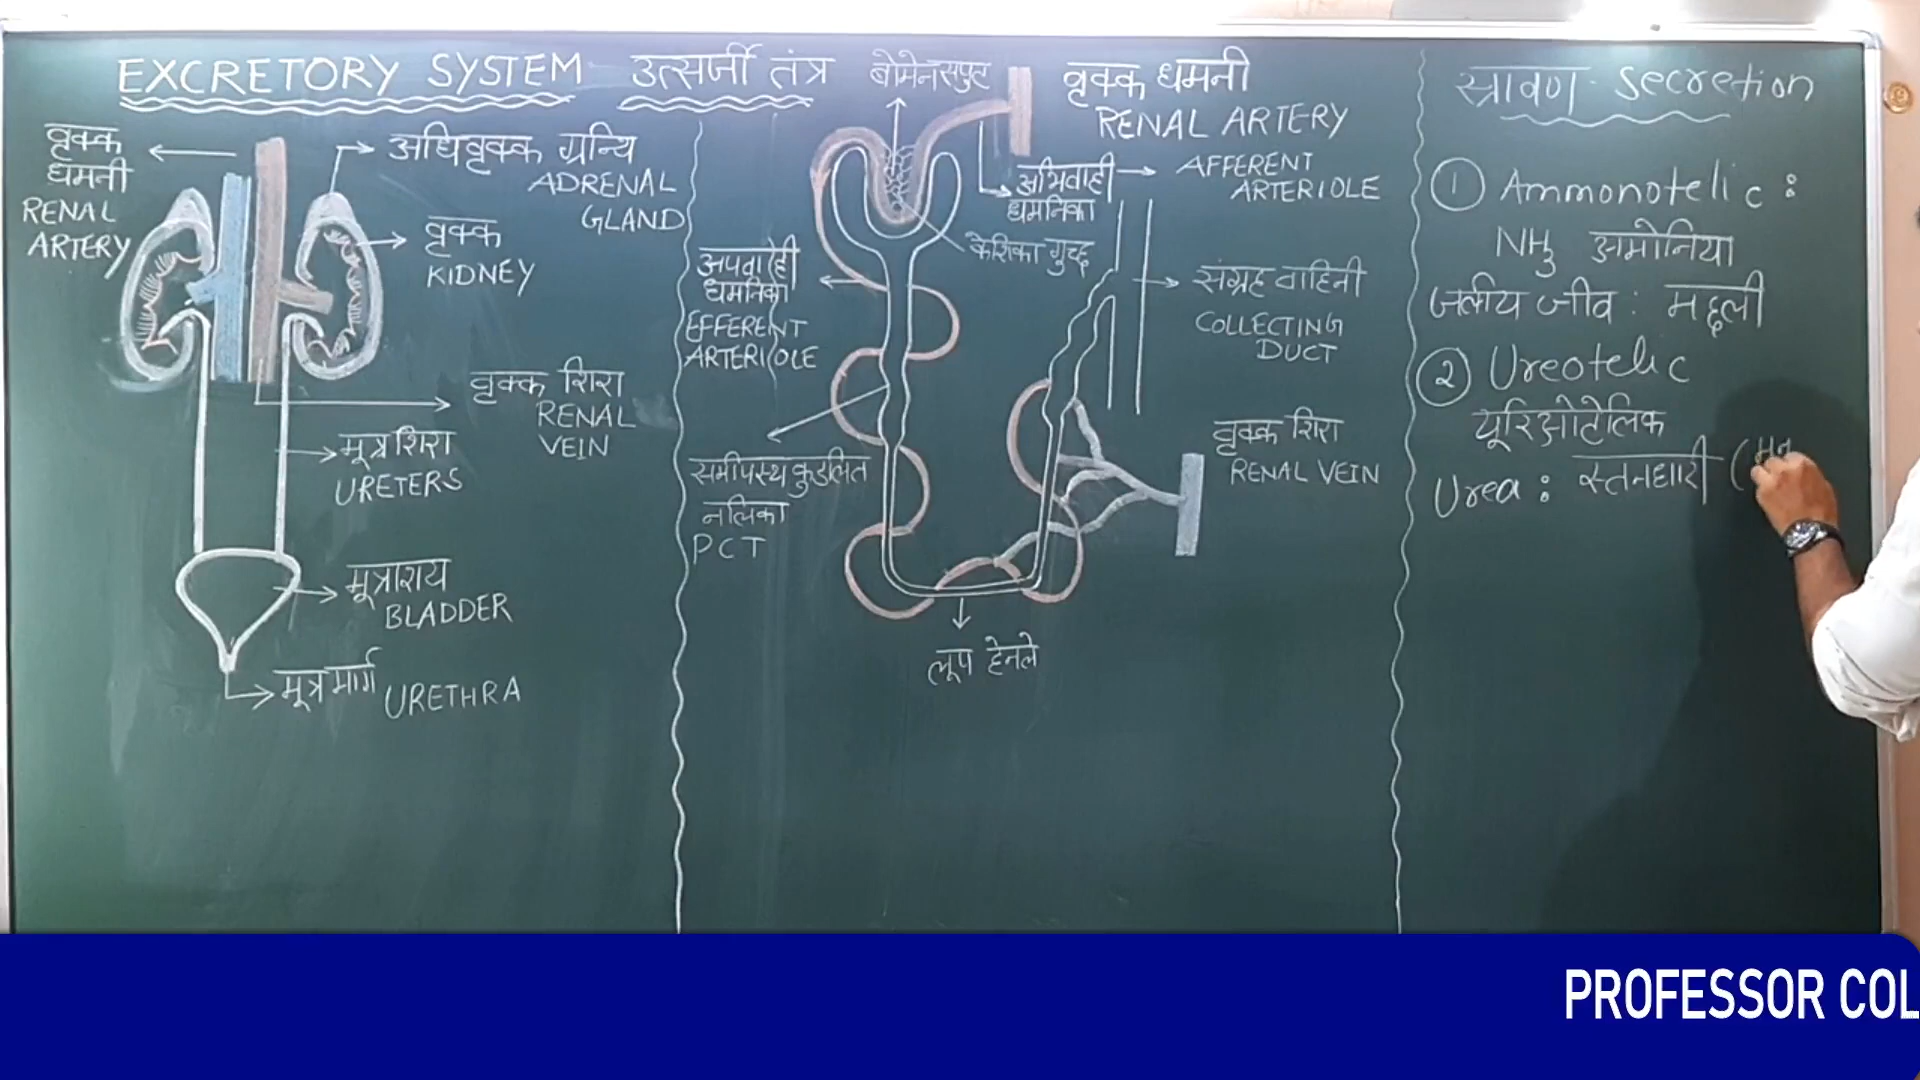 EXCRETORY SYSTEM उत्सर्जी तंत्र
वृक्क
धमनी
RENAL
ARTERY
अधिवृक्क ग्रन्थि
ADRENAL
GLAND
वृक्क
KIDNEY
वृक्क शिरा
RENAL
VEIN
मूत्रशिरा
URETERS
मूत्राशय
BLADDER
मूत्र मार्ग URETHRA
बोमेनसपुट
वृक्क धमनी
RENAL ARTERY
अभिवाही
धमनिका
AFFERENT
ARTERIOLE
केशिका गुच्छ
अपवाही
धमनिका
EFFERENT
ARTERIOLE
संग्रह वाहिनी
COLLECTING
DUCT
वृक्क शिरा
RENAL VEIN
समीपस्थ कुडलित
नलिका
PCT
लूप हेनले
स्रावण - Secretion
① Ammonotelic :
NH3 अमोनिया
जलीय जीव : मछली
② Ureotelic
यूरिओटेलिक
Urea : स्तनधारी (मन
PROFESSOR COL